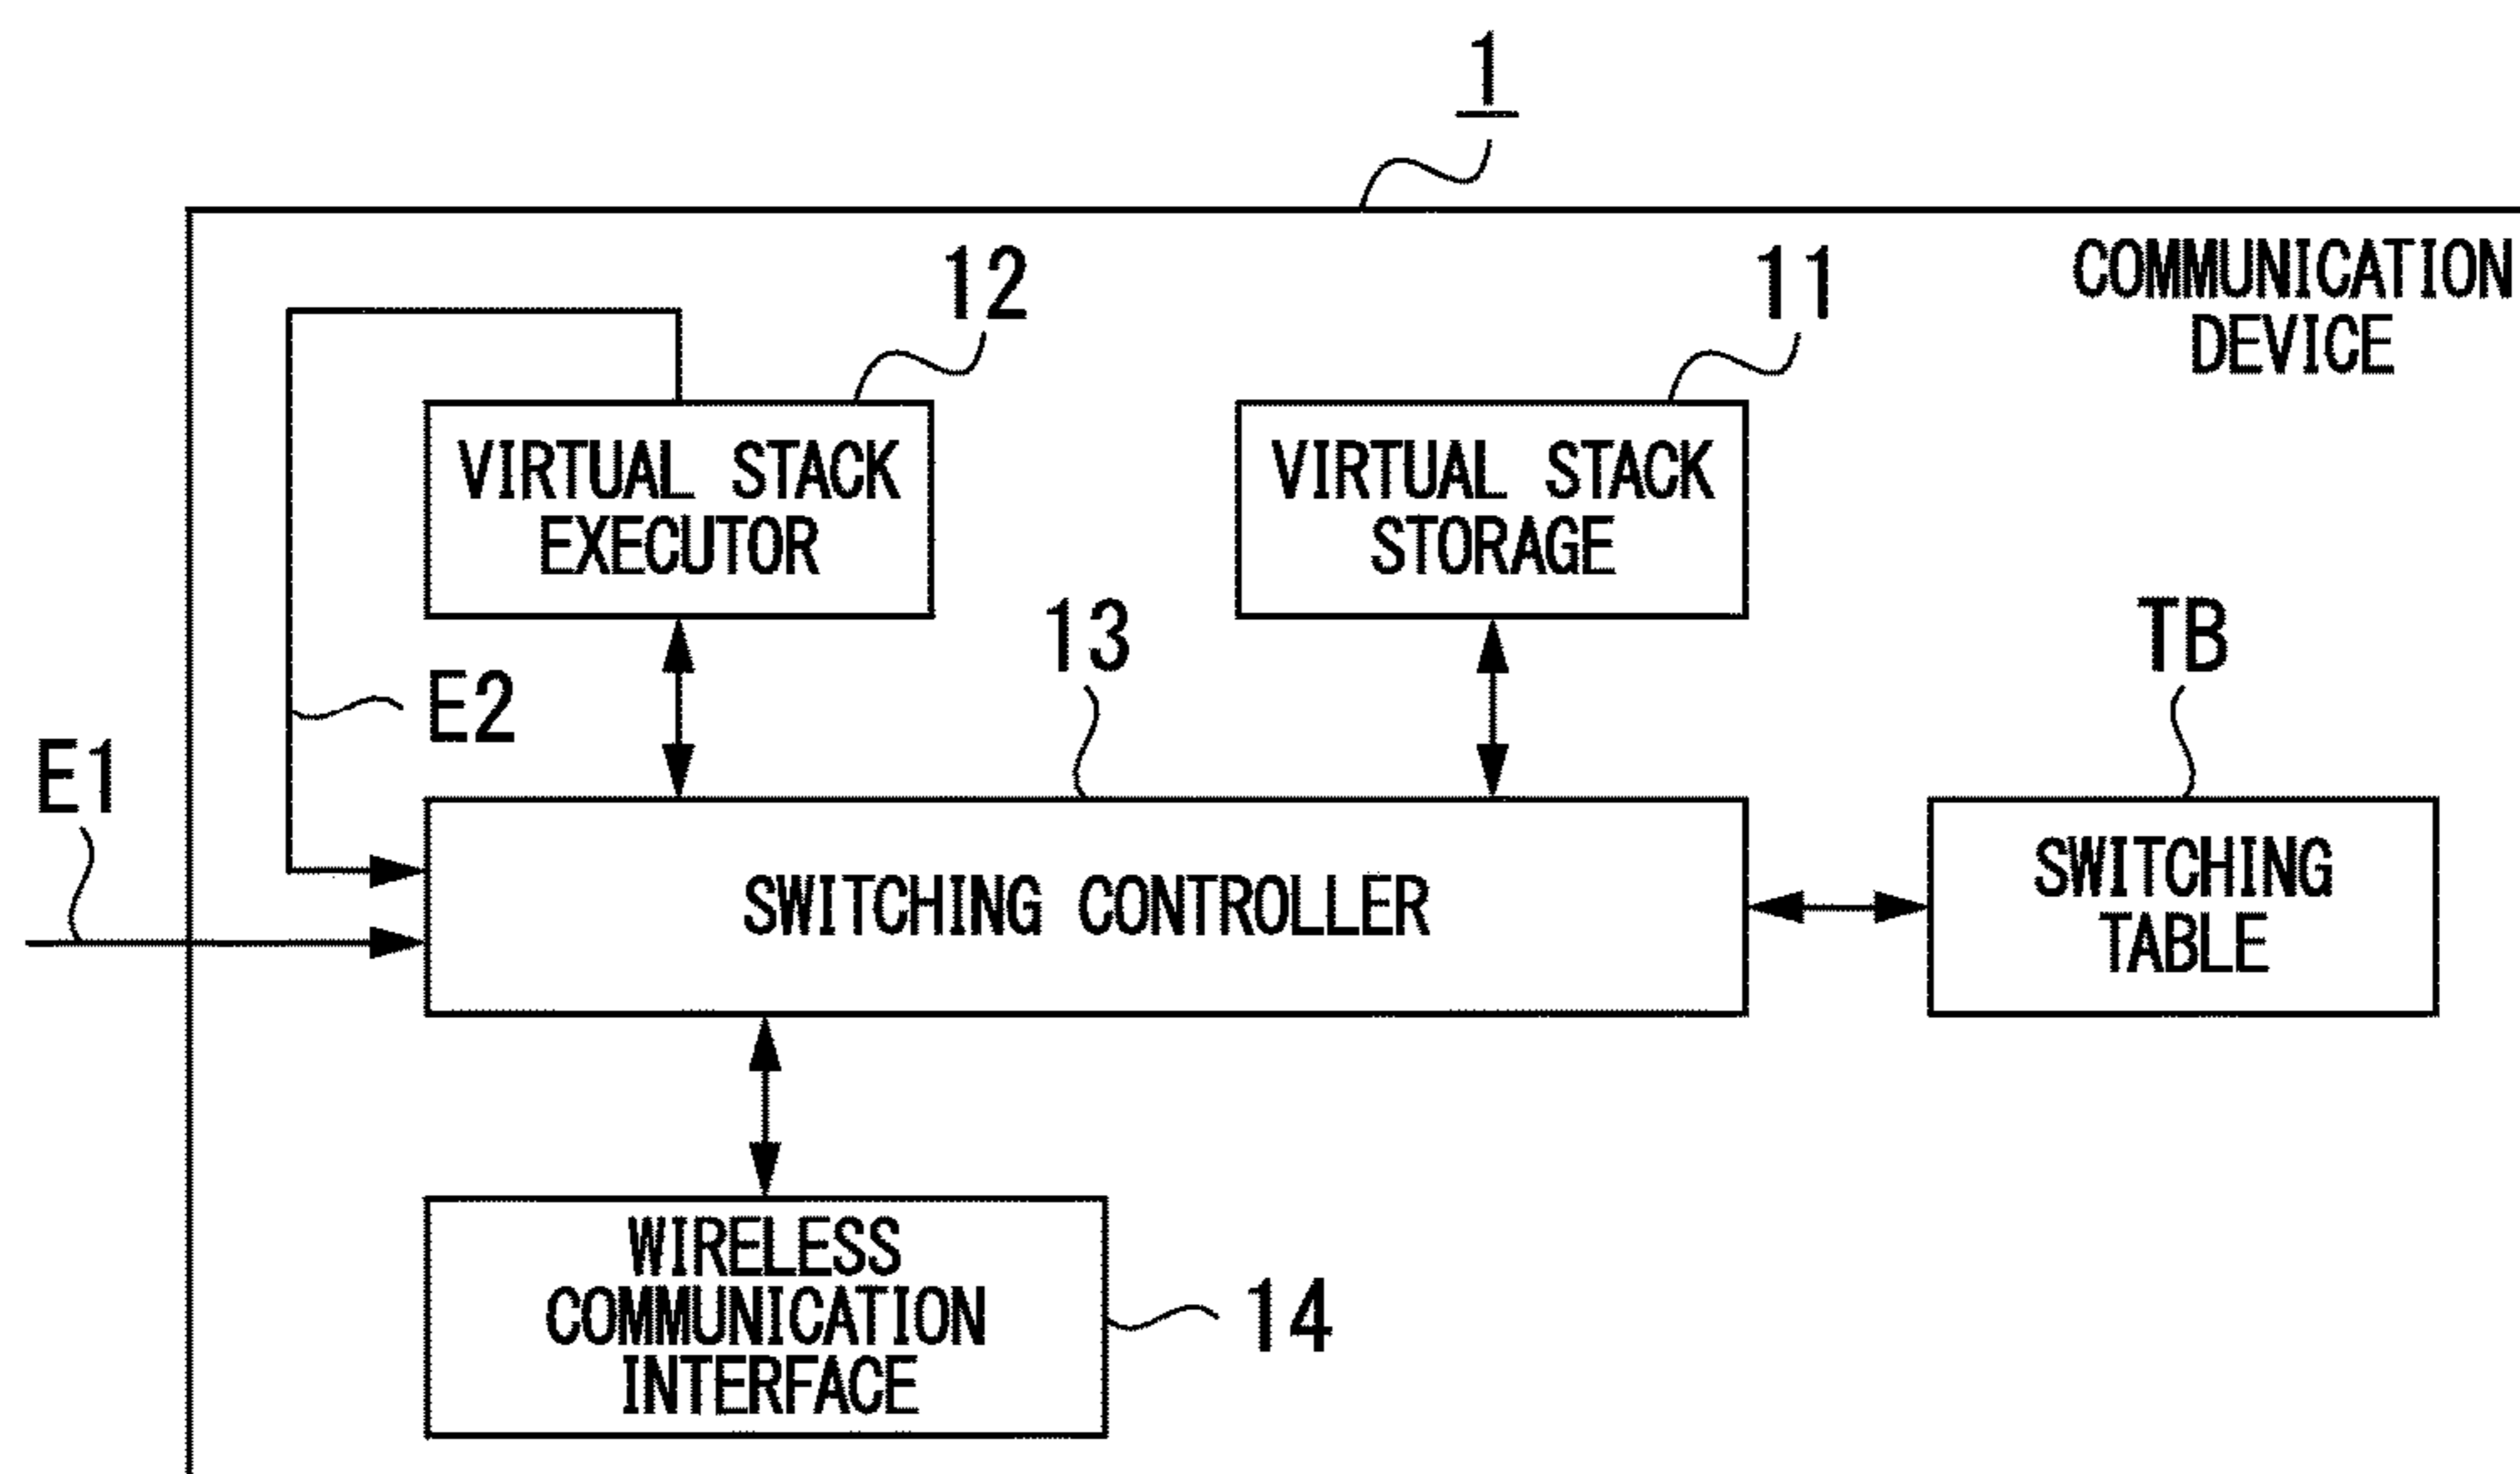 1
COMMUNICATION
DEVICE
12
11
VIRTUAL STACK
EXECUTOR
VIRTUAL STACK
STORAGE
13
TB
E2
E1
SWITCHING CONTROLLER
SWITCHING
TABLE
WIRELESS
COMMUNICATION
INTERFACE
14